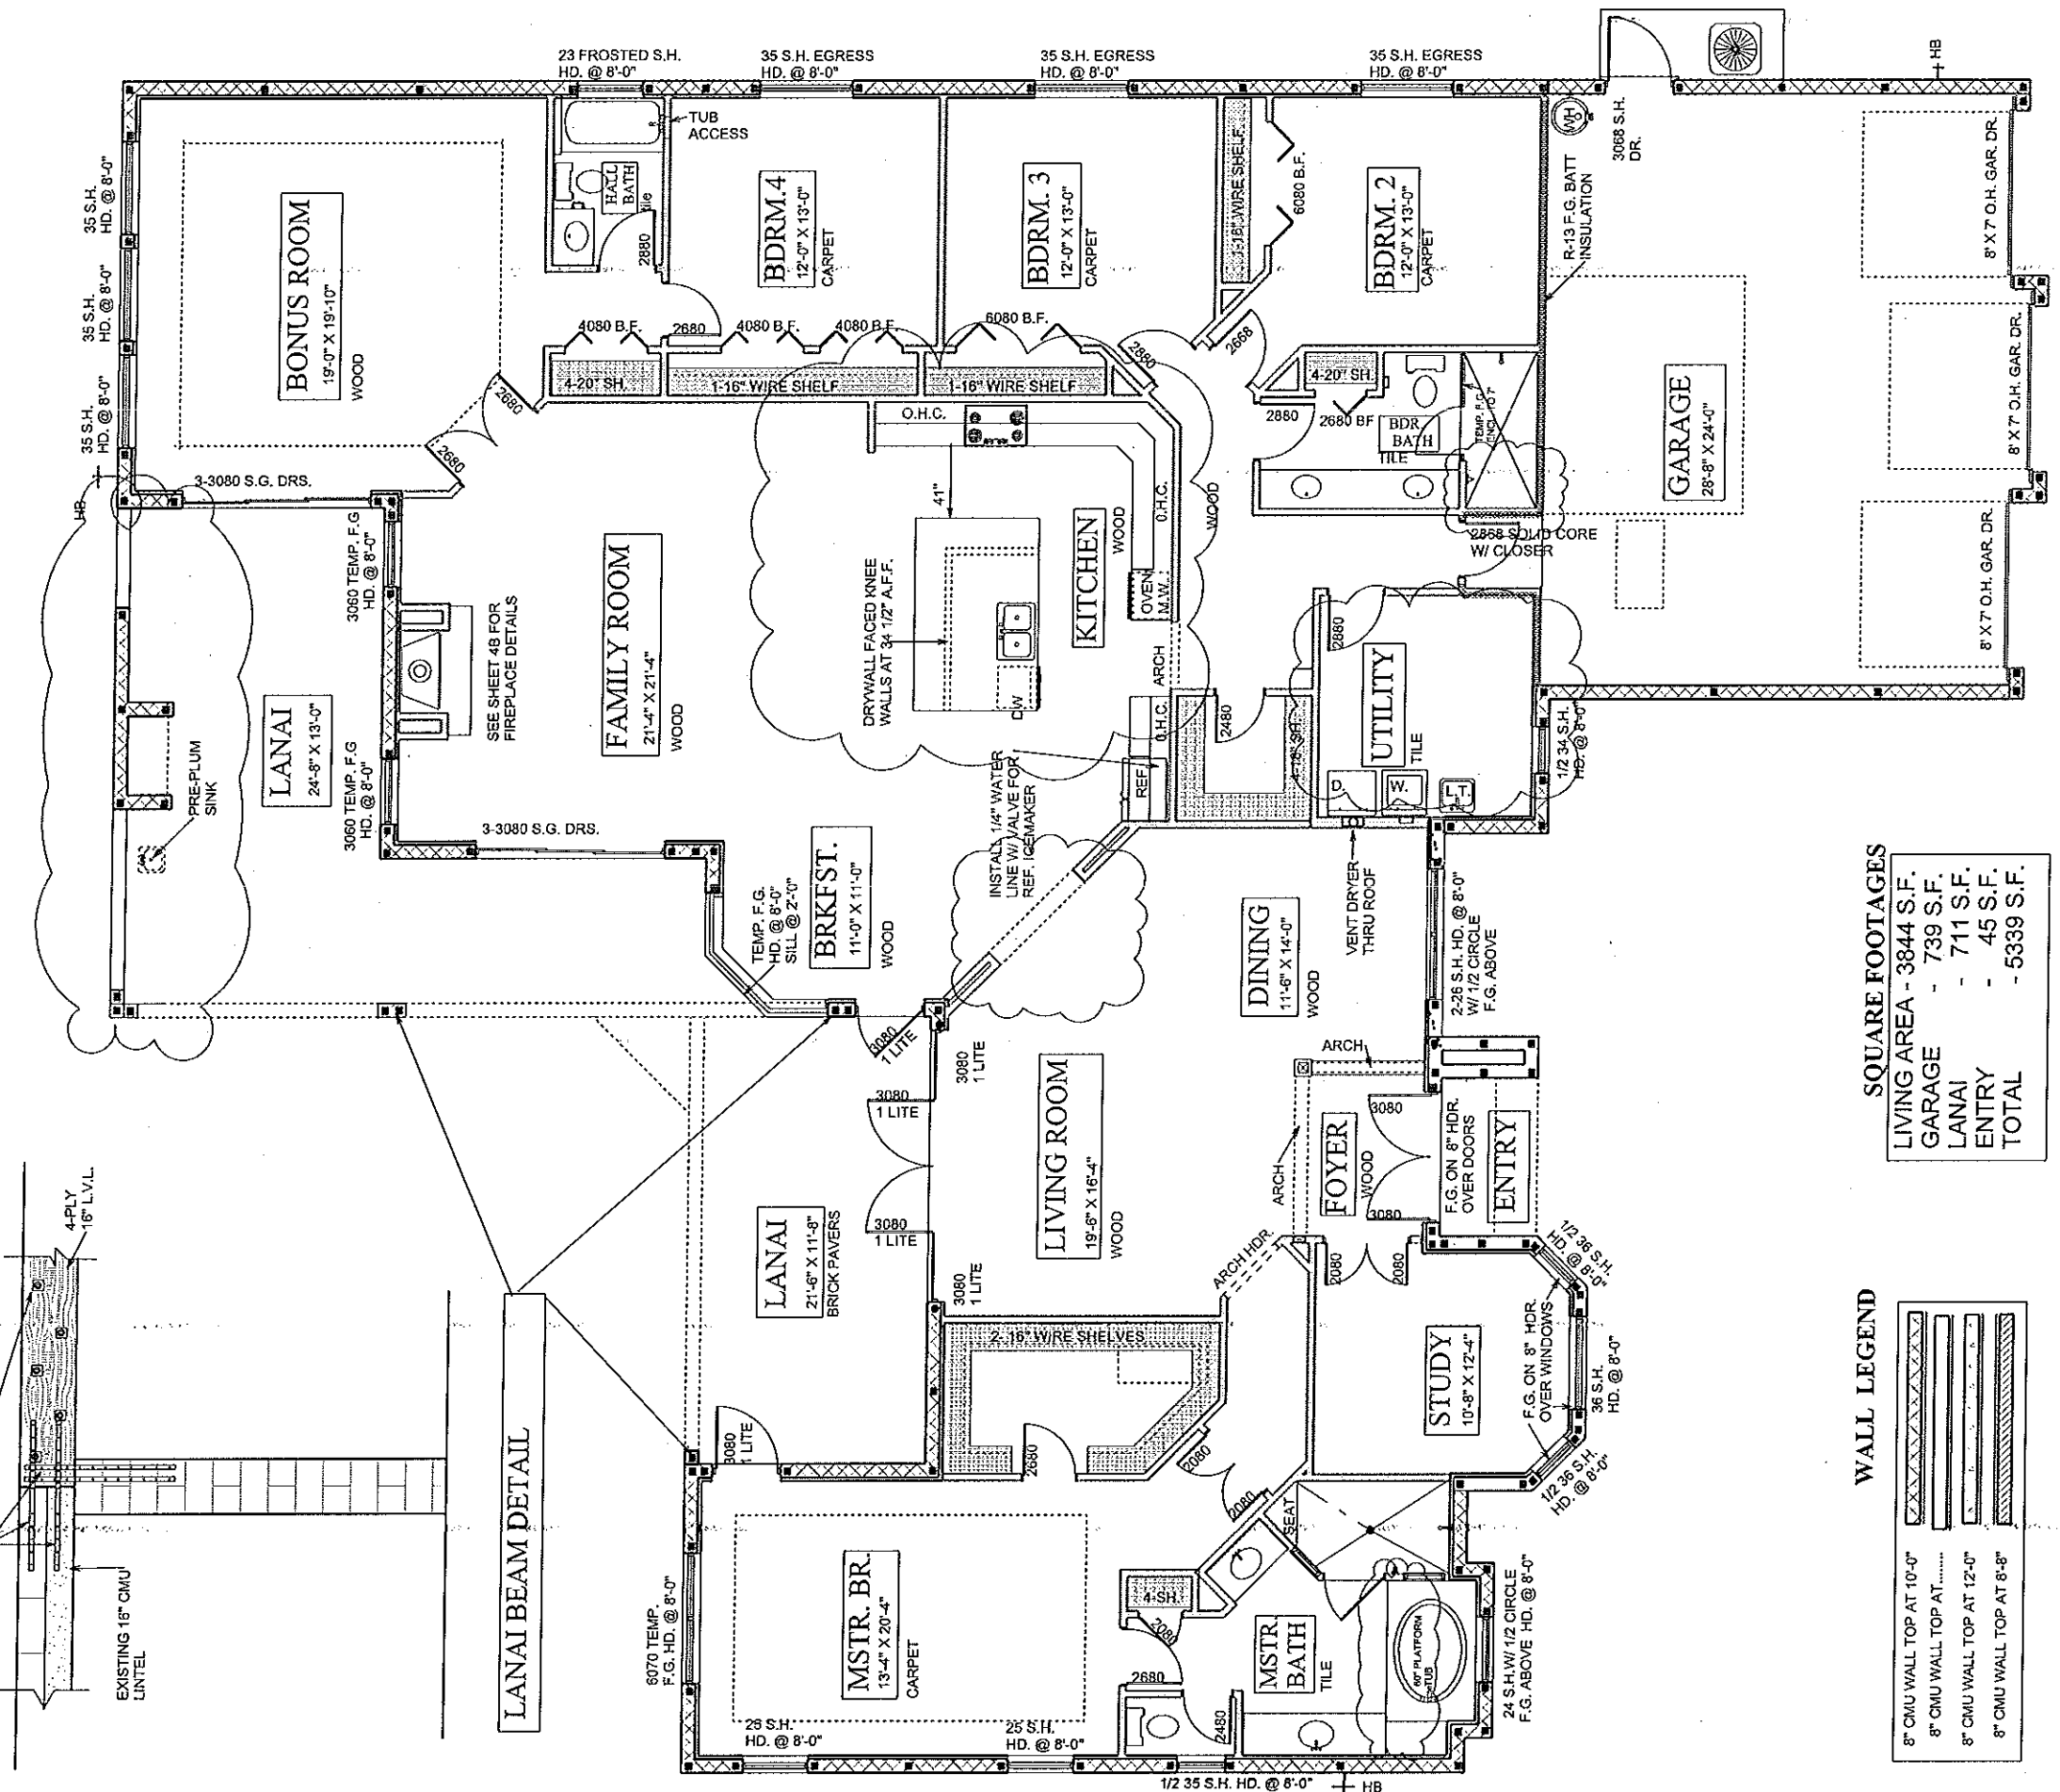 23 FROSTED S.H.
HD. @ 8'-0"
35 S.H. EGRESS
HD. @ 8'-0"
35 S.H. EGRESS
HD. @ 8'-0"
35 S.H. EGRESS
HD. @ 8'-0"
HB
TUB
ACCESS
WH
3068 S.H.
DR.
35 S.H.
HD. @ 8'-0"
35 S.H.
HD. @ 8'-0"
35 S.H.
HD. @ 8'-0"
BONUS ROOM
19'-0" X 19'-10"
WOOD
HALL
BATH
tile
2880
BDRM.4
12'-0" X 13'-0"
CARPET
BDRM. 3
12'-0" X 13'-0"
CARPET
1-16" WIRE SHELF
6080 B.F.
BDRM. 2
12'-0" X 13'-0"
CARPET
R-13 F.G. BATT
INSULATION
8' X 7' O.H. GAR. DR.
8' X 7' O.H. GAR. DR.
8' X 7' O.H. GAR. DR.
4080 B.F.
2680
4080 B.F.
4080 B.F.
6080 B.F.
2880
2668
4-20" SH.
1-16" WIRE SHELF
1-16" WIRE SHELF
4-20" SH.
2680
2680
2880
2680 BF
BDR.
BATH
TILE
TEMP. F.G.
GARAGE
28'-8" X 24'-0"
HB
3-3080 S.G. DRS.
3060 TEMP. F.G
HD. @ 8'-0"
O.H.C.
41"
O.H.C.
WOOD
KITCHEN
WOOD
OVEN
M.W.
2868 SOLID CORE
W/ CLOSER
FAMILY ROOM
21'-4" X 21'-4"
WOOD
SEE SHEET 4B FOR
FIREPLACE DETAILS
DRYWALL FACED KNEE
WALLS AT 34 1/2" A.F.F.
D.W.
ARCH
2880
LANAI
24'-8" X 13'-0"
PRE-PLUM
SINK
3060 TEMP. F.G
HD. @ 8'-0"
3-3080 S.G. DRS.
INSTALL 1/4" WATER
LINE W/ VALVE FOR
REF. ICEMAKER
REF.
O.H.C.
2480
4-18" SH.
UTILITY
TILE
D.
W.
L.T.
1/2 34 S.H.
HD. @ 8'-0"
TEMP. F.G.
HD. @ 8'-0"
SILL @ 2'-0"
BRKFST.
11'-0" X 11'-0"
WOOD
DINING
11'-6" X 14'-0"
WOOD
VENT DRYER
THRU ROOF
2-26 S.H. HD. @ 8'-0"
W/ 1/2 CIRCLE
F.G. ABOVE
SQUARE FOOTAGES
LIVING AREA - 3844 S.F.
GARAGE - 739 S.F.
LANAI - 711 S.F.
ENTRY - 45 S.F.
TOTAL - 5339 S.F.
3080
1 LITE
3080
1 LITE
3080
1 LITE
3080
1 LITE
3080
1 LITE
LIVING ROOM
19'-6" X 16'-4"
WOOD
ARCH
ARCH
FOYER
WOOD
3080
3080
F.G. ON 8" HDR.
OVER DOORS
ENTRY
4-PLY
16" L.V.L.
EXISTING 16" CMU
LINTEL
LANAI BEAM DETAIL
LANAI
21'-6" X 11'-8"
BRICK PAVERS
3080
1 LITE
2- 16" WIRE SHELVES
ARCH HDR.
2080
2080
1/2 36 S.H.
HD. @ 8'-0"
STUDY
10'-8" X 12'-4"
F.G. ON 8" HDR.
OVER WINDOWS
36 S.H.
HD. @ 8'-0"
1/2 36 S.H.
HD. @ 8'-0"
2680
2080
2080
SEAT
6070 TEMP.
F.G. HD. @ 8'-0"
MSTR. BR.
13'-4" X 20'-4"
CARPET
25 S.H.
HD. @ 8'-0"
25 S.H.
HD. @ 8'-0"
4-SH.
2080
2680
2480
MSTR.
BATH
TILE
60" PLATFORM
TUB
24 S.H.W/ 1/2 CIRCLE
F.G. ABOVE HD. @ 8'-0"
1/2 35 S.H. HD. @ 8'-0"
HB
WALL LEGEND
8" CMU WALL TOP AT 10'-0"
8" CMU WALL TOP AT.........
8" CMU WALL TOP AT 12'-0"
8" CMU WALL TOP AT 8'-8"